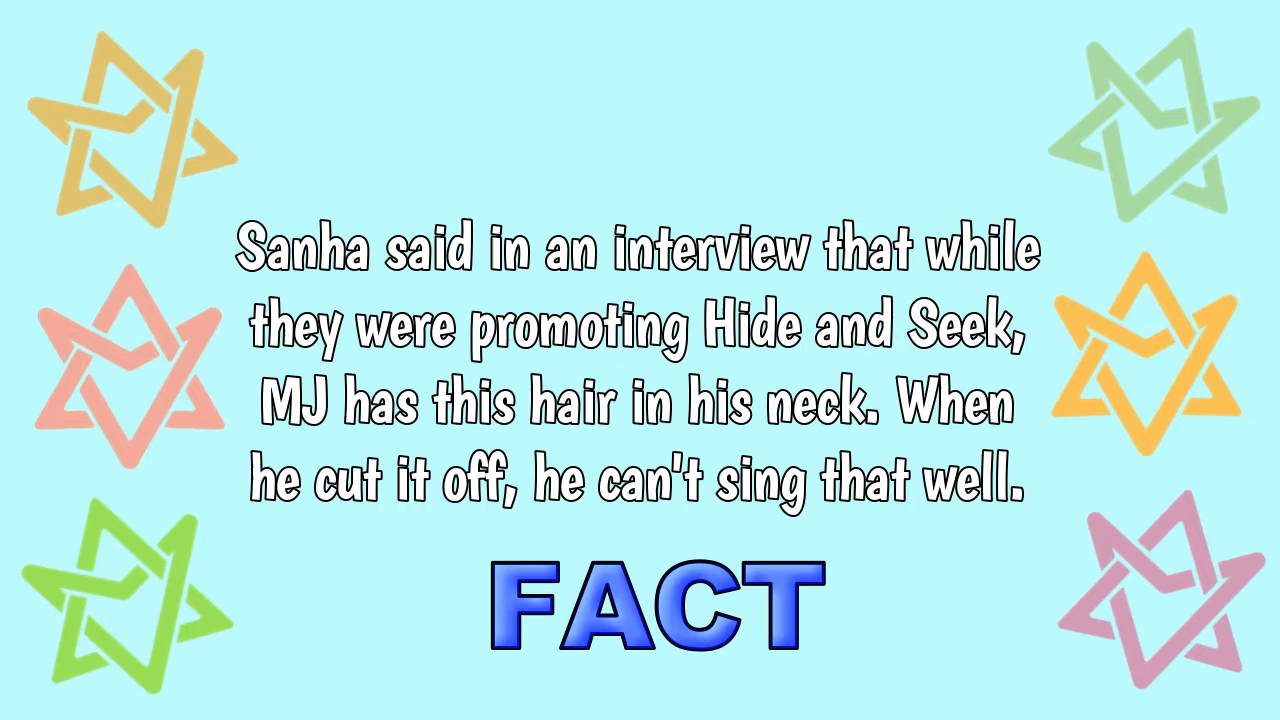 Sanha said in an interview that while
they were promoting Hide and Seek,
MJ has this hair in his neck. When
he cut it off, he can't sing that well.
FACT